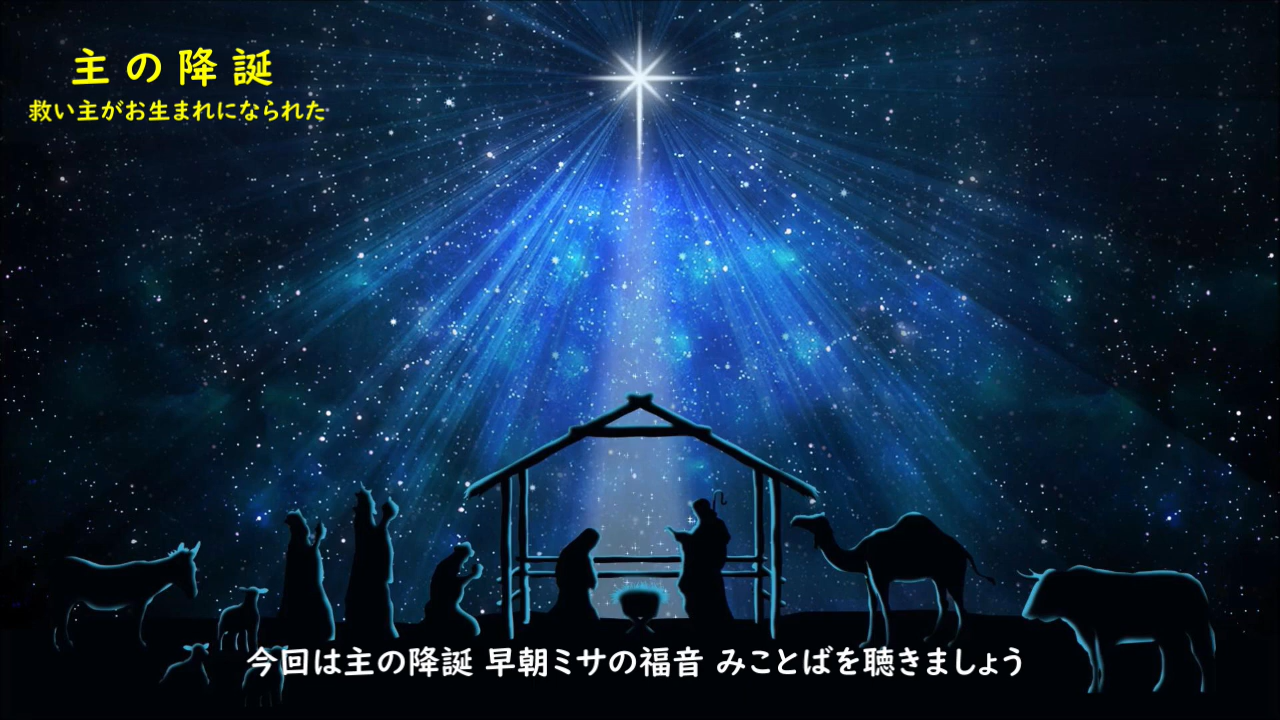 主の降誕
救い主がお生まれになられた
今回は主の降誕 早朝ミサの福音 みことばを聴きましょう